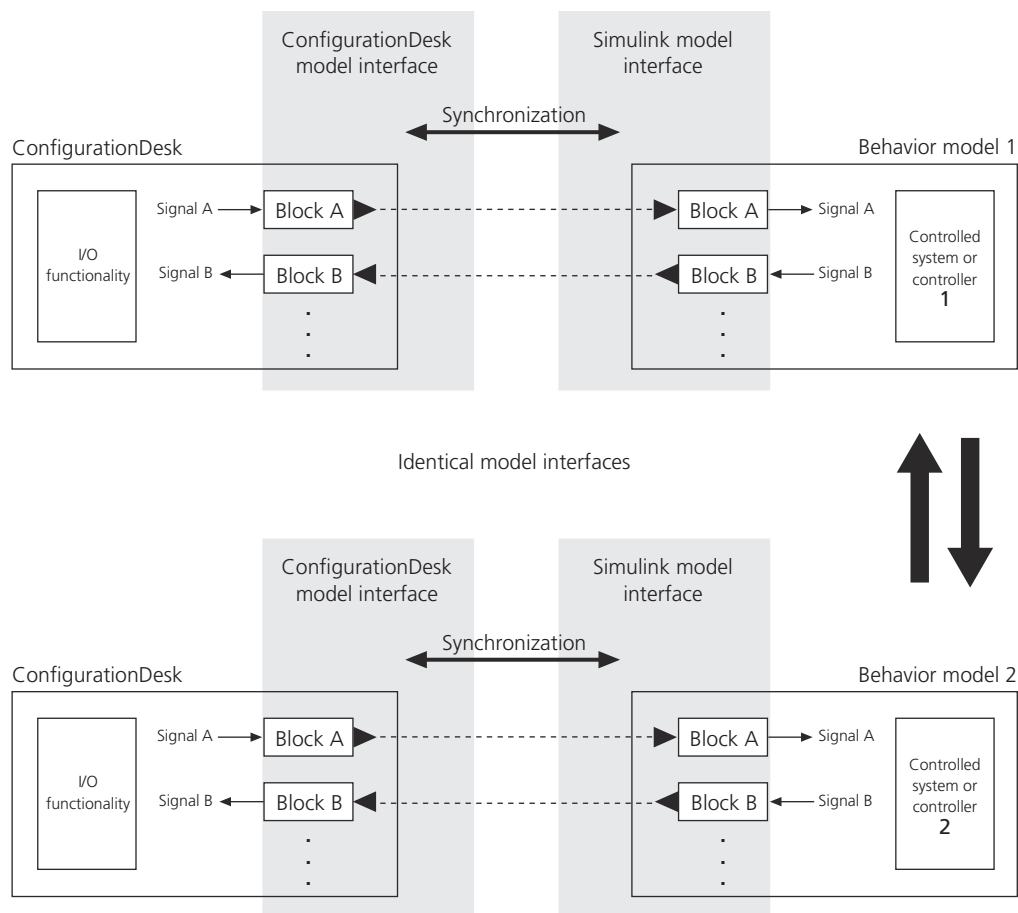 ConfigurationDesk
model interface
Simulink model
interface
Synchronization
ConfigurationDesk
Behavior model 1
I/O
functionality
Signal A
Block A
Block A
Signal A
Signal B
Block B
Block B
Signal B
Controlled
system or
controller
1
Identical model interfaces
ConfigurationDesk
model interface
Simulink model
interface
Synchronization
ConfigurationDesk
Behavior model 2
I/O
functionality
Signal A
Block A
Block A
Signal A
Signal B
Block B
Block B
Signal B
Controlled
system or
controller
2